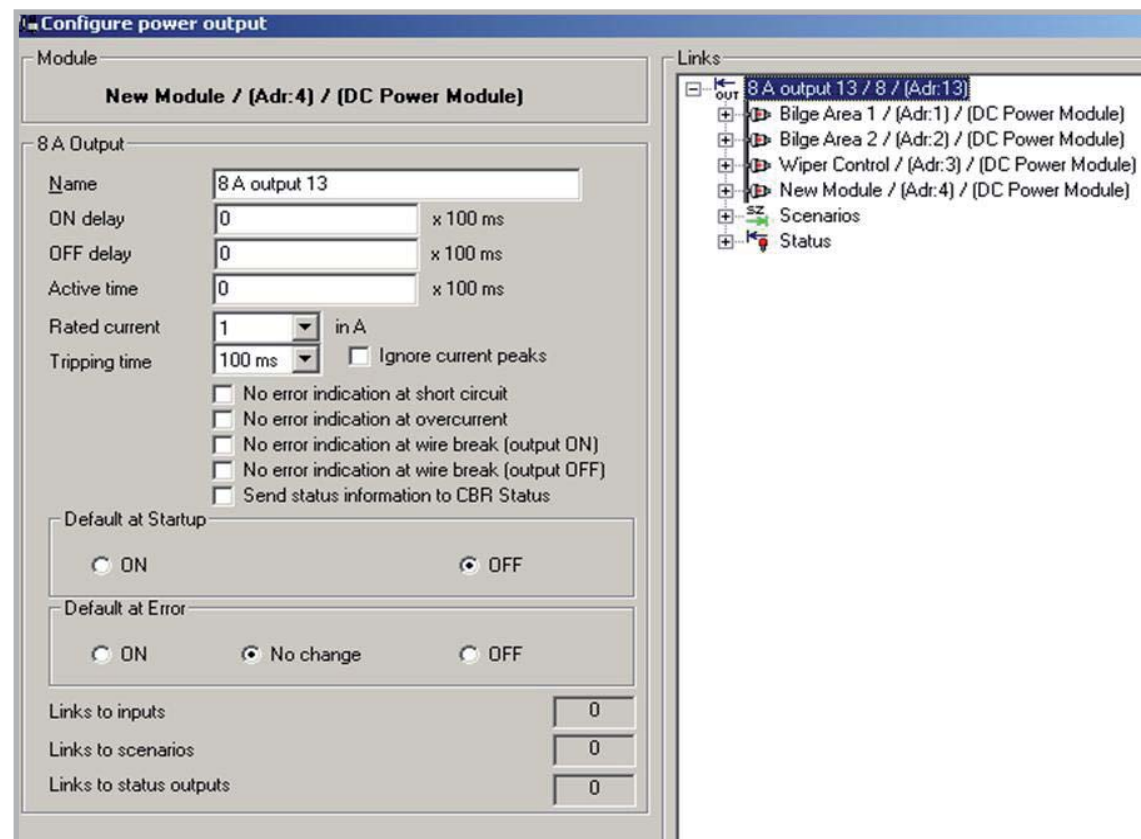 Configure power output
Module
New Module / (Adr:4) / (DC Power Module)
8 A Output
Name
8 A output 13
ON delay
0
x 100 ms
OFF delay
0
x 100 ms
Active time
0
x 100 ms
Rated current
1
in A
Tripping time
100 ms
Ignore current peaks
No error indication at short circuit
No error indication at overcurrent
No error indication at wire break (output ON)
No error indication at wire break (output OFF)
Send status information to CBR Status
Default at Startup
ON
OFF
Default at Error
ON
No change
OFF
Links to inputs
0
Links to scenarios
0
Links to status outputs
0
Links
OUT
8 A output 13 / 8 / (Adr:13)
Bilge Area 1 / (Adr:1) / (DC Power Module)
Bilge Area 2 / (Adr:2) / (DC Power Module)
Wiper Control / (Adr:3) / (DC Power Module)
New Module / (Adr:4) / (DC Power Module)
SZ
Scenarios
Status